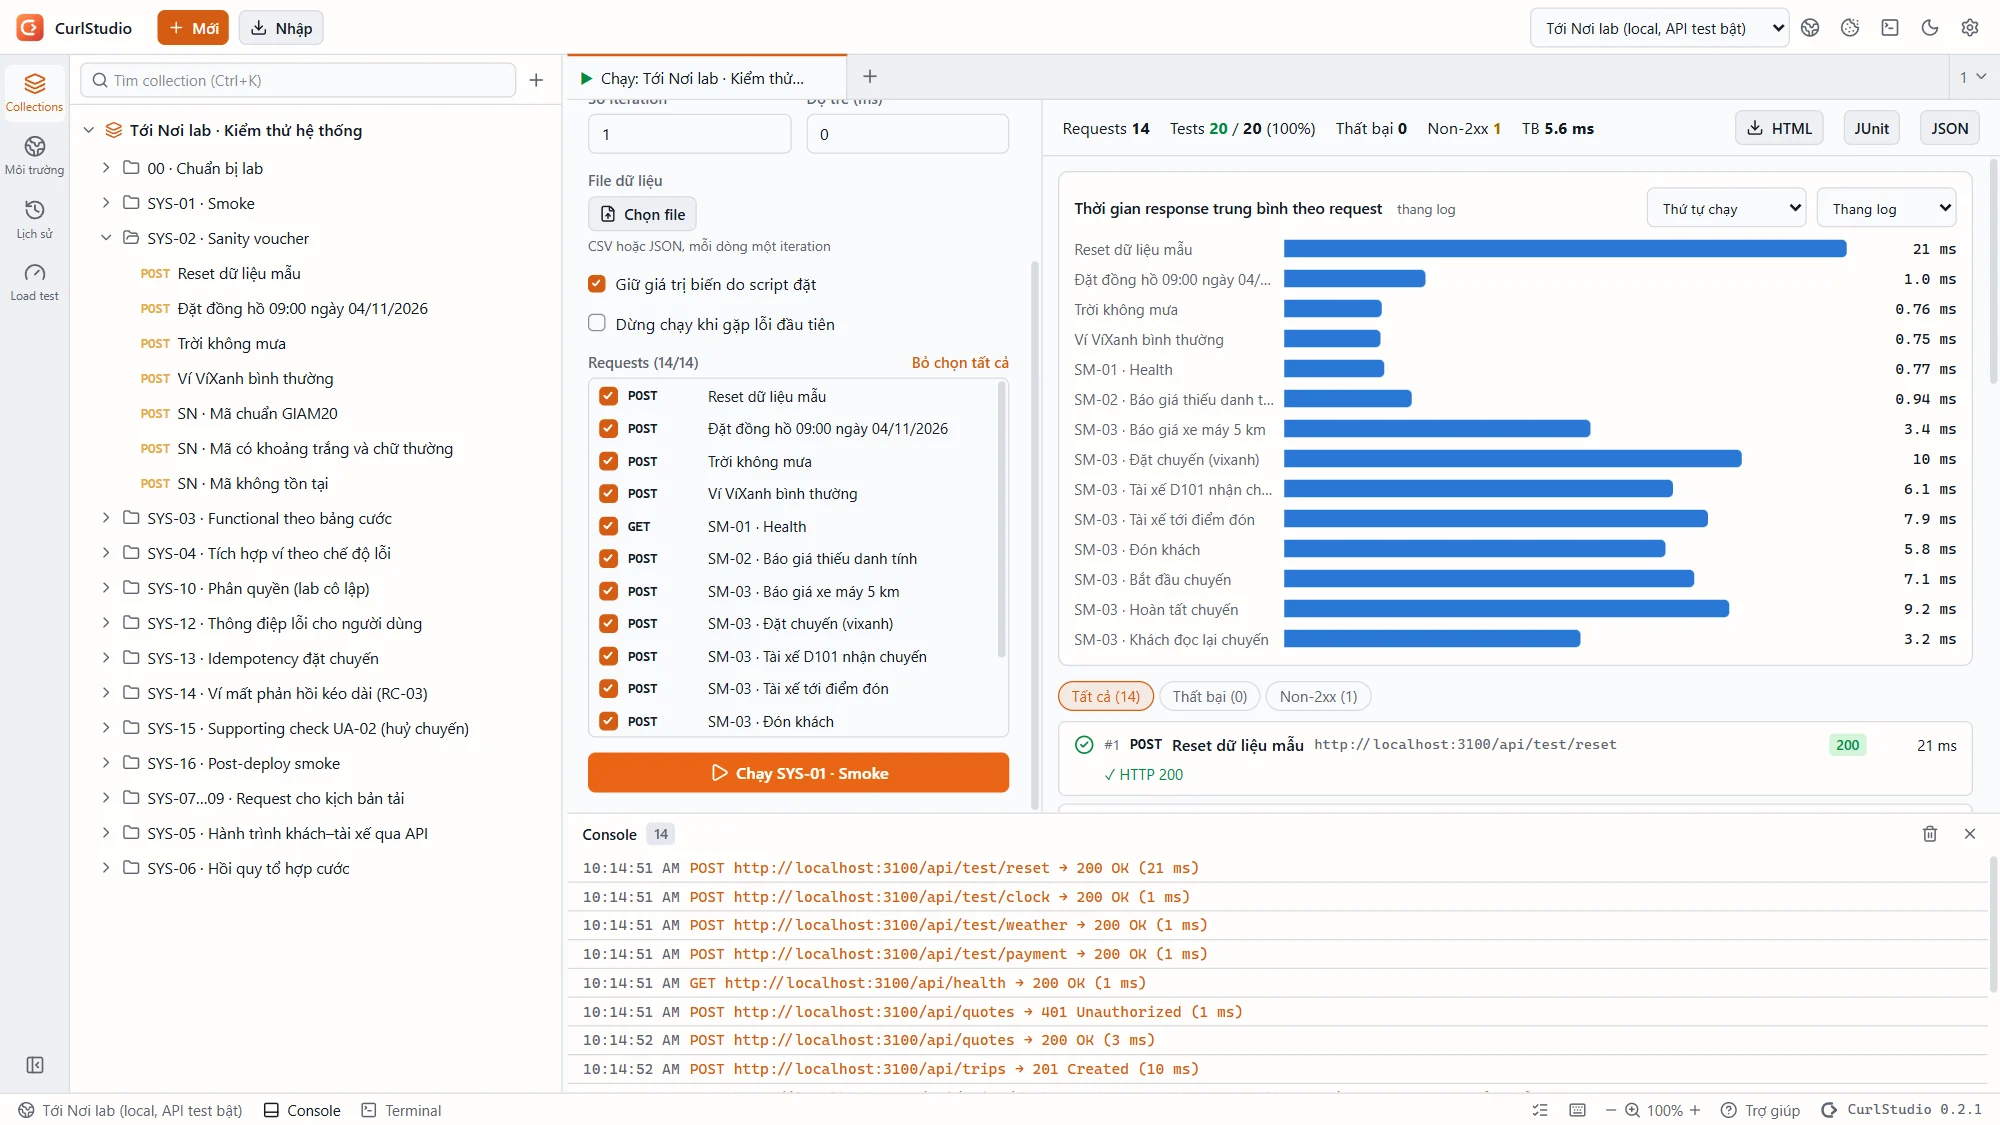 CurlStudio
Mới
Nhập
Tới Nơi lab (local, API test bật)
Collections
Môi trường
Lịch sử
Load test
Tìm collection (Ctrl+K)
Tới Nơi lab · Kiểm thử hệ thống
00 · Chuẩn bị lab
SYS-01 · Smoke
SYS-02 · Sanity voucher
POST Reset dữ liệu mẫu
POST Đặt đồng hồ 09:00 ngày 04/11/2026
POST Trời không mưa
POST Ví ViXanh bình thường
POST SN · Mã chuẩn GIAM20
POST SN · Mã có khoảng trắng và chữ thường
POST SN · Mã không tồn tại
SYS-03 · Functional theo bảng cước
SYS-04 · Tích hợp ví theo chế độ lỗi
SYS-10 · Phân quyền (lab cô lập)
SYS-12 · Thông điệp lỗi cho người dùng
SYS-13 · Idempotency đặt chuyến
SYS-14 · Ví mất phản hồi kéo dài (RC-03)
SYS-15 · Supporting check UA-02 (huỷ chuyến)
SYS-16 · Post-deploy smoke
SYS-07…09 · Request cho kịch bản tải
SYS-05 · Hành trình khách–tài xế qua API
SYS-06 · Hồi quy tổ hợp cước
Chạy: Tới Nơi lab · Kiểm thử...
1
Số iteration Độ trễ (ms)
1 0
File dữ liệu
Chọn file
CSV hoặc JSON, mỗi dòng một iteration
Giữ giá trị biến do script đặt
Dừng chạy khi gặp lỗi đầu tiên
Requests (14/14) Bỏ chọn tất cả
POST Reset dữ liệu mẫu
POST Đặt đồng hồ 09:00 ngày 04/11/2026
POST Trời không mưa
POST Ví ViXanh bình thường
GET SM-01 · Health
POST SM-02 · Báo giá thiếu danh tính
POST SM-03 · Báo giá xe máy 5 km
POST SM-03 · Đặt chuyến (vixanh)
POST SM-03 · Tài xế D101 nhận chuyến
POST SM-03 · Tài xế tới điểm đón
POST SM-03 · Đón khách
Chạy SYS-01 · Smoke
Requests 14 Tests 20 / 20 (100%) Thất bại 0 Non-2xx 1 TB 5.6 ms
HTML JUnit JSON
Thời gian response trung bình theo request thang log
Thứ tự chạy Thang log
Reset dữ liệu mẫu 21 ms
Đặt đồng hồ 09:00 ngày 04/... 1.0 ms
Trời không mưa 0.76 ms
Ví ViXanh bình thường 0.75 ms
SM-01 · Health 0.77 ms
SM-02 · Báo giá thiếu danh t... 0.94 ms
SM-03 · Báo giá xe máy 5 km 3.4 ms
SM-03 · Đặt chuyến (vixanh) 10 ms
SM-03 · Tài xế D101 nhận ch... 6.1 ms
SM-03 · Tài xế tới điểm đón 7.9 ms
SM-03 · Đón khách 5.8 ms
SM-03 · Bắt đầu chuyến 7.1 ms
SM-03 · Hoàn tất chuyến 9.2 ms
SM-03 · Khách đọc lại chuyến 3.2 ms
Tất cả (14) Thất bại (0) Non-2xx (1)
#1 POST Reset dữ liệu mẫu http://localhost:3100/api/test/reset 200 21 ms
✓ HTTP 200
Console 14
10:14:51 AM POST http://localhost:3100/api/test/reset → 200 OK (21 ms)
10:14:51 AM POST http://localhost:3100/api/test/clock → 200 OK (1 ms)
10:14:51 AM POST http://localhost:3100/api/test/weather → 200 OK (1 ms)
10:14:51 AM POST http://localhost:3100/api/test/payment → 200 OK (1 ms)
10:14:51 AM GET http://localhost:3100/api/health → 200 OK (1 ms)
10:14:51 AM POST http://localhost:3100/api/quotes → 401 Unauthorized (1 ms)
10:14:52 AM POST http://localhost:3100/api/quotes → 200 OK (3 ms)
10:14:52 AM POST http://localhost:3100/api/trips → 201 Created (10 ms)
Tới Nơi lab (local, API test bật) Console Terminal
100% Trợ giúp CurlStudio 0.2.1